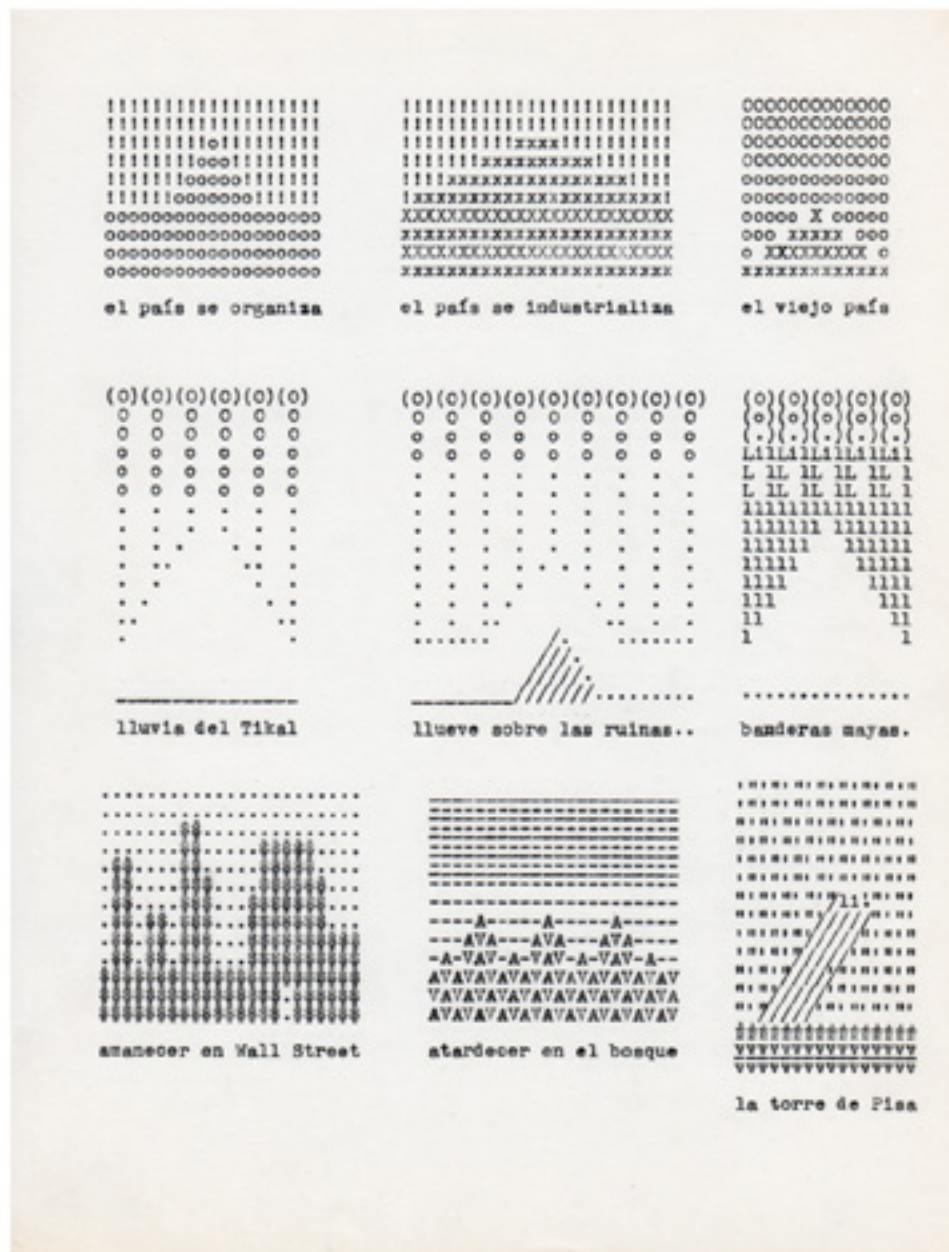 el país se organiza
el país se industrializa
el viejo país
lluvia del Tikal
llueve sobre las ruinas..
banderas mayas.
amanecer en Wall Street
atardecer en el bosque
la torre de Pisa